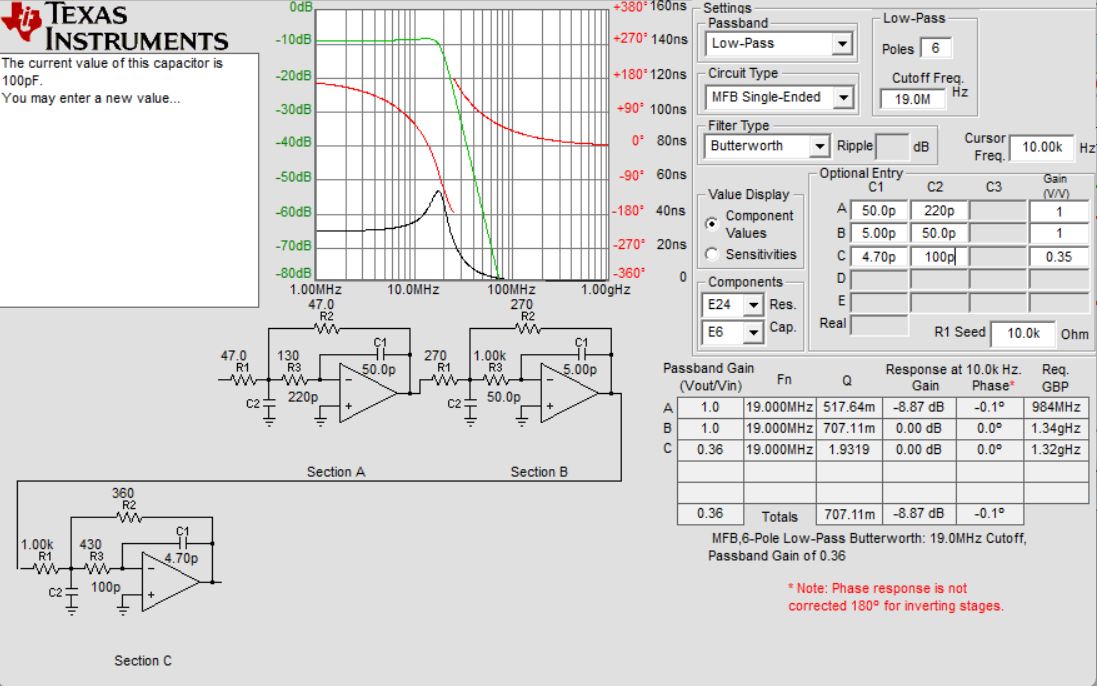 TEXAS
INSTRUMENTS
The current value of this capacitor is
100pF.
You may enter a new value...
0dB
-10dB
-20dB
-30dB
-40dB
-50dB
-60dB
-70dB
-80dB
+380° 160ns
+270° 140ns
+180° 120ns
+90° 100ns
0° 80ns
-90° 60ns
-180° 40ns
-270° 20ns
-360° 0
1.00MHz 10.0MHz 100MHz 1.00gHz
Settings
Passband
Low-Pass
Circuit Type
MFB Single-Ended
Filter Type
Butterworth
Ripple dB
Low-Pass
Poles 6
Cutoff Freq.
19.0M Hz
Cursor
Freq. 10.00k Hz
Value Display
Component
Values
Sensitivities
Components
E24 Res.
E6 Cap.
Optional Entry
C1 C2 C3 Gain
(V/V)
A 50.0p 220p 1
B 5.00p 50.0p 1
C 4.70p 100p 0.35
D
E
Real
R1 Seed 10.0k Ohm
47.0
R2
270
R2
47.0
R1
130
R3
C1
50.0p
C2
220p
270
R1
1.00k
R3
C1
5.00p
C2
50.0p
Section A
Section B
360
R2
1.00k
R1
430
R3
C1
4.70p
C2
100p
Section C
Passband Gain
(Vout/Vin)
Fn
Q
Response at 10.0k Hz.
Gain Phase*
Req.
GBP
A 1.0 19.000MHz 517.64m -8.87 dB -0.1° 984MHz
B 1.0 19.000MHz 707.11m 0.00 dB 0.0° 1.34gHz
C 0.36 19.000MHz 1.9319 0.00 dB 0.0° 1.32gHz
0.36 Totals 707.11m -8.87 dB -0.1°
MFB,6-Pole Low-Pass Butterworth: 19.0MHz Cutoff,
Passband Gain of 0.36
* Note: Phase response is not
corrected 180° for inverting stages.